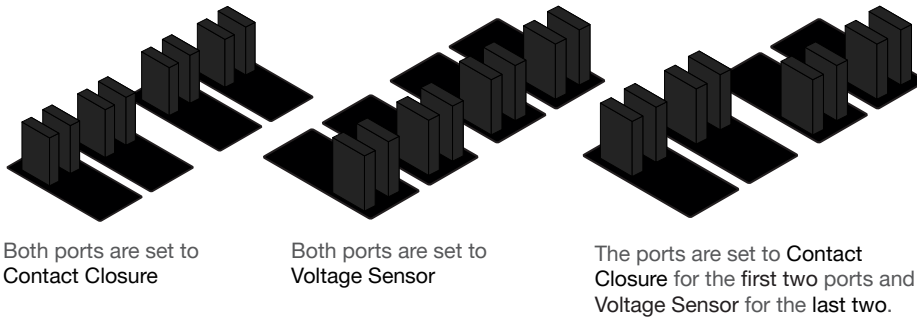 Both ports are set to
Contact Closure
Both ports are set to
Voltage Sensor
The ports are set to Contact
Closure for the first two ports and
Voltage Sensor for the last two.